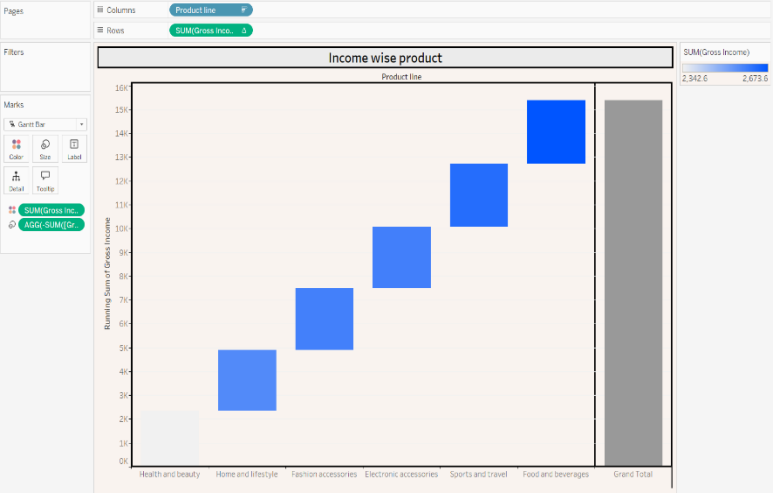 Pages
Columns
Product line
Rows
SUM(Gross Inco..
Filters
Income wise product
SUM(Gross Income)
2,342.6
2,673.6
Product line
Marks
Gantt Bar
Color
Size
Label
Detail
Tooltip
SUM(Gross Inc..
AGG(-SUM([Gr..
Running Sum of Gross Income
16K
15K
14K
13K
12K
11K
10K
9K
8K
7K
6K
5K
4K
3K
2K
1K
0K
Health and beauty
Home and lifestyle
Fashion accessories
Electronic accessories
Sports and travel
Food and beverages
Grand Total